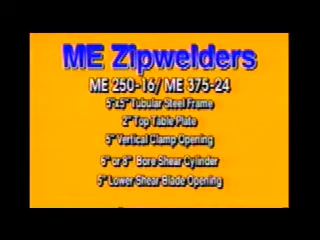 ME Zipwelders
ME 250-16/ ME 375-24
5"x5" Tubular Steel Frame
2" Top Table Plate
5" Vertical Clamp Opening
6" or 8" Bore Shear Cylinder
5" Lower Shear Blade Opening